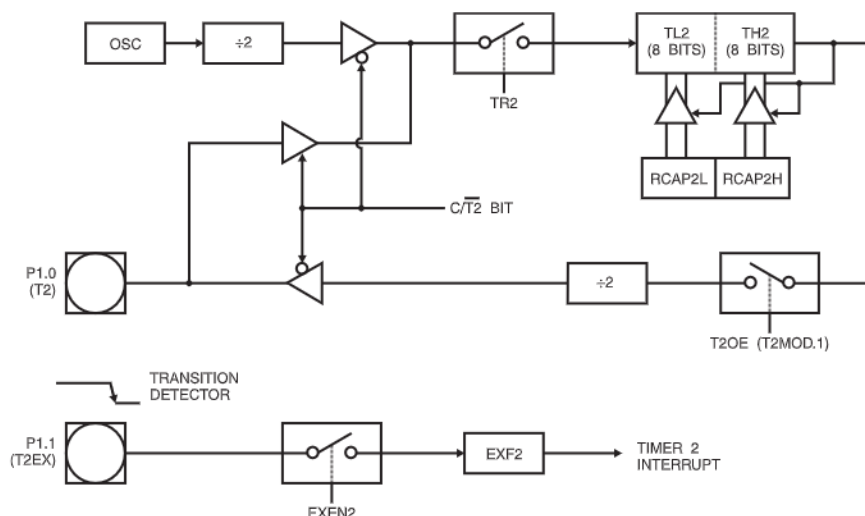 OSC
÷2
TR2
TL2
(8 BITS)
TH2
(8 BITS)
RCAP2L
RCAP2H
C/T2 BIT
P1.0
(T2)
÷2
T2OE (T2MOD.1)
TRANSITION
DETECTOR
P1.1
(T2EX)
EXF2
TIMER 2
INTERRUPT
EXEN2